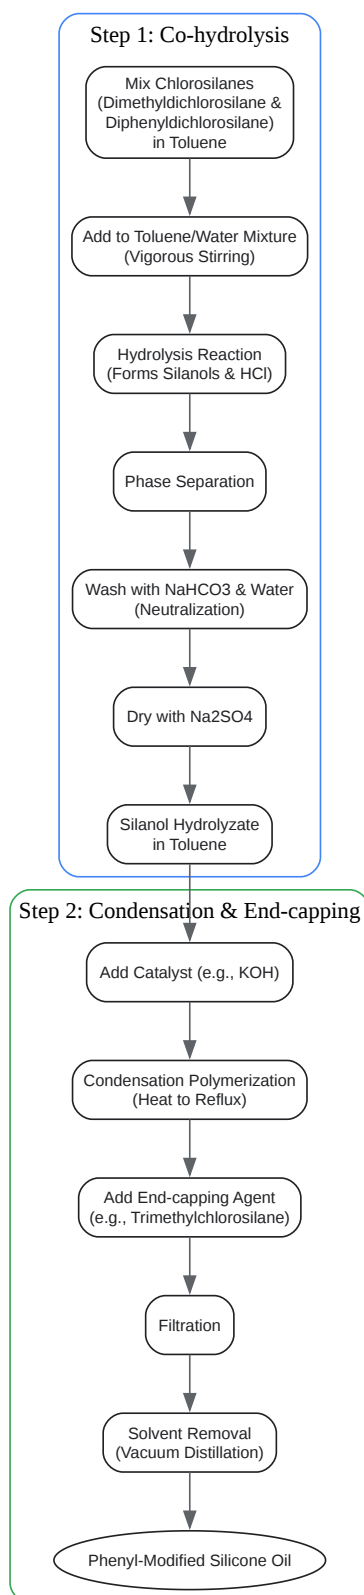 Step 1: Co-hydrolysis
Mix Chlorosilanes
(Dimethyldichlorosilane &
Diphenyldichlorosilane)
in Toluene
Add to Toluene/Water Mixture
(Vigorous Stirring)
Hydrolysis Reaction
(Forms Silanols & HCl)
Phase Separation
Wash with NaHCO3 & Water
(Neutralization)
Dry with Na2SO4
Silanol Hydrolyzate
in Toluene
Step 2: Condensation & End-capping
Add Catalyst (e.g., KOH)
Condensation Polymerization
(Heat to Reflux)
Add End-capping Agent
(e.g., Trimethylchlorosilane)
Filtration
Solvent Removal
(Vacuum Distillation)
Phenyl-Modified Silicone Oil